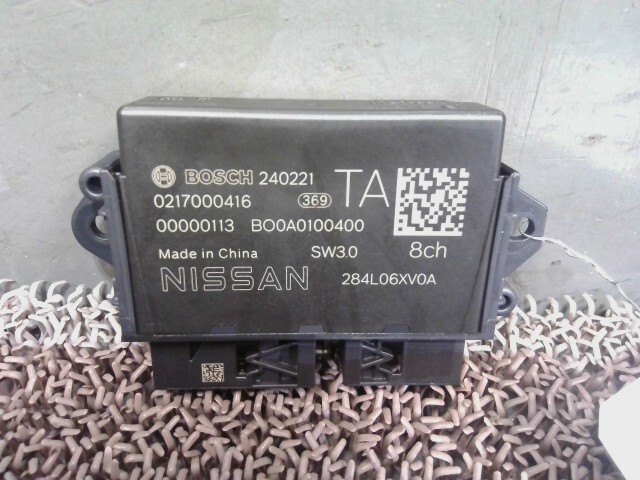 BOSCH 240221 TA
0217000416 369
00000113 BO0A0100400
Made in China SW3.0 8ch
NISSAN 284L06XV0A